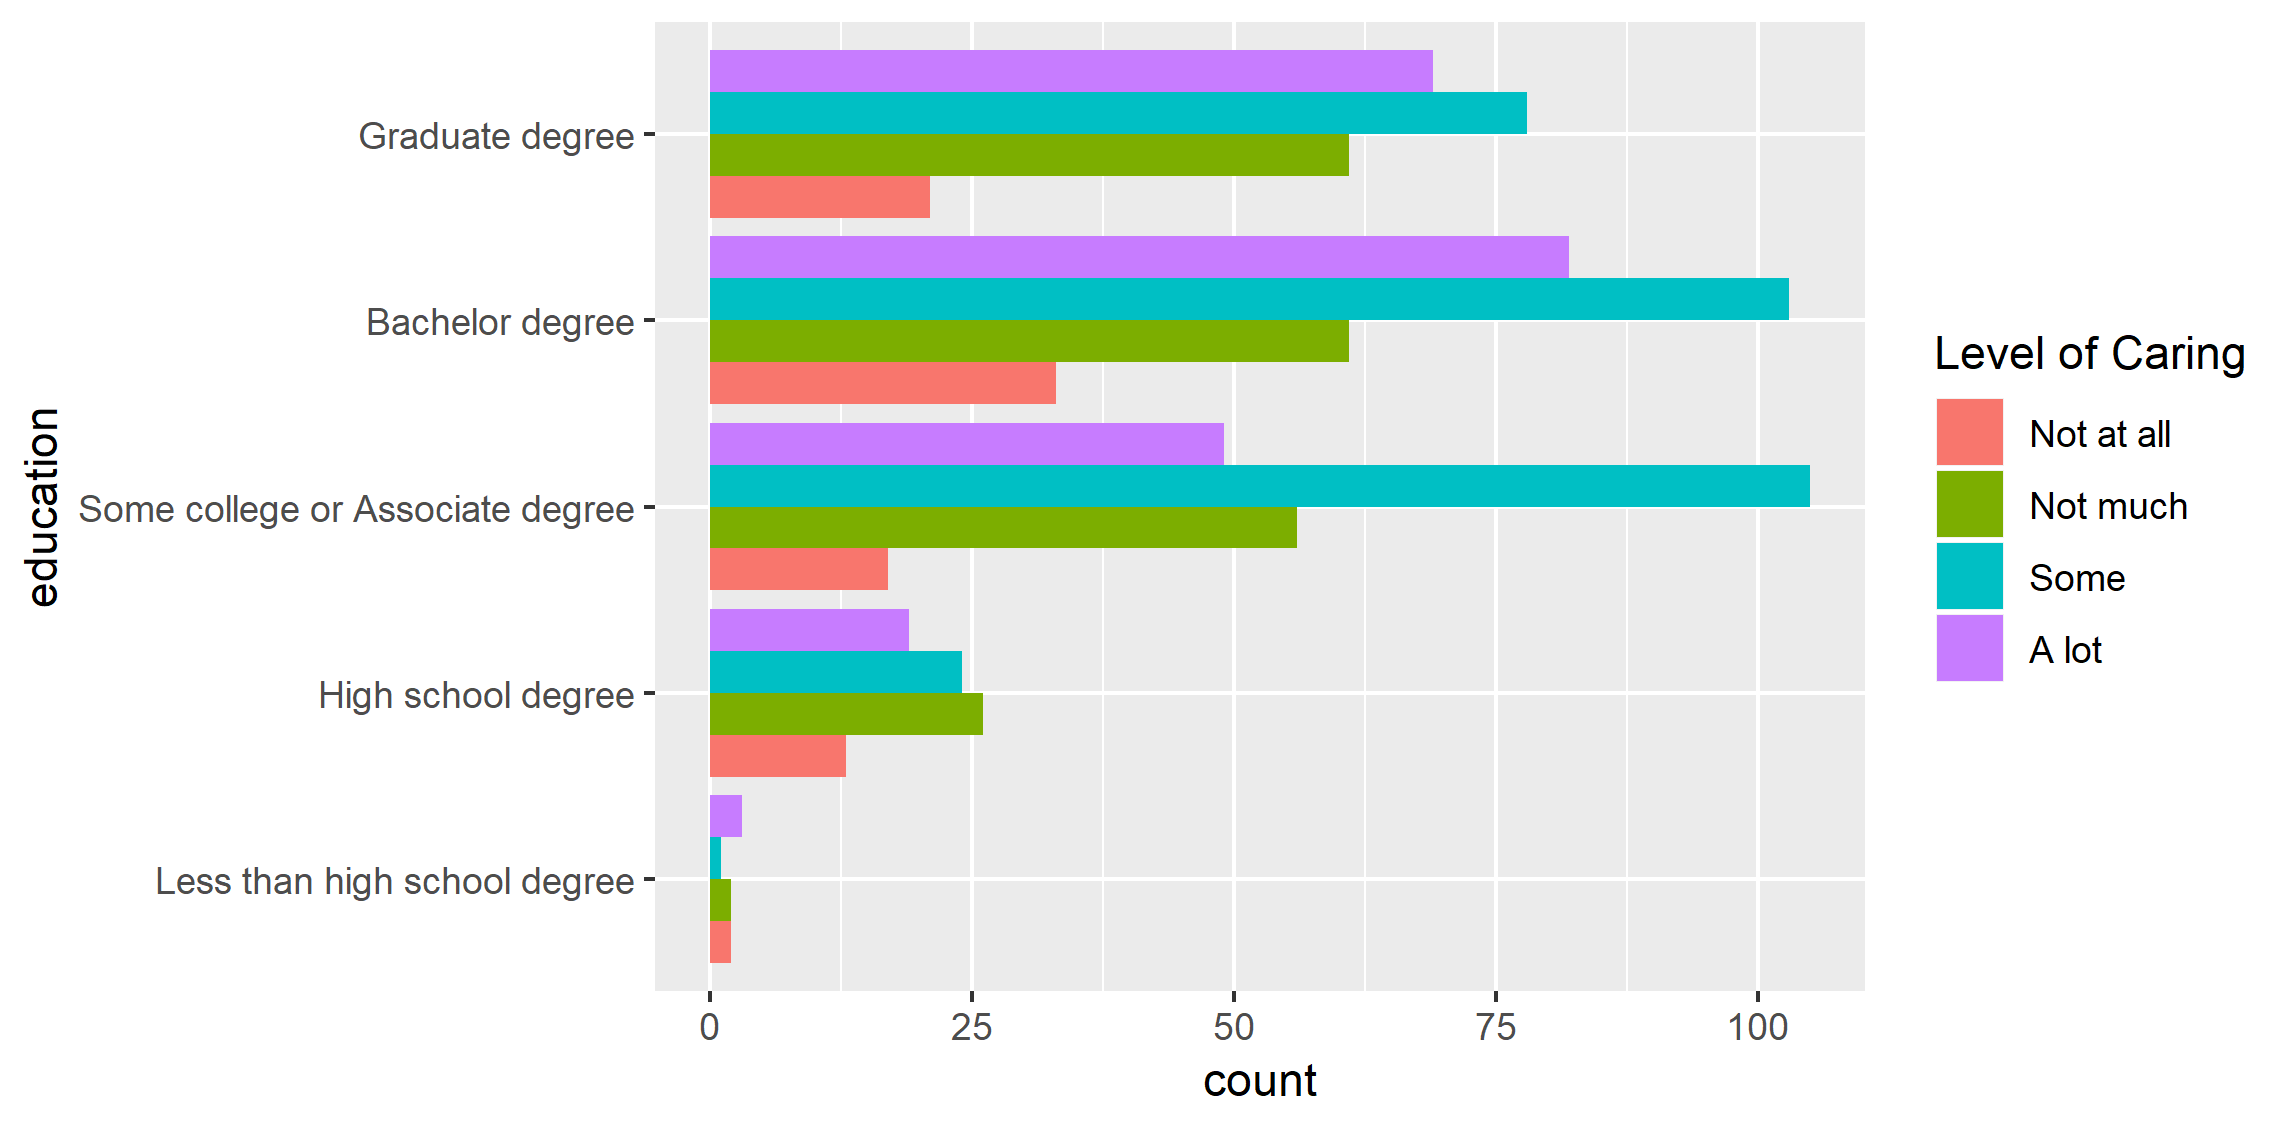 Graduate degree
Bachelor degree
Some college or Associate degree
High school degree
Less than high school degree
education
0
25
50
75
100
count
Level of Caring
Not at all
Not much
Some
A lot